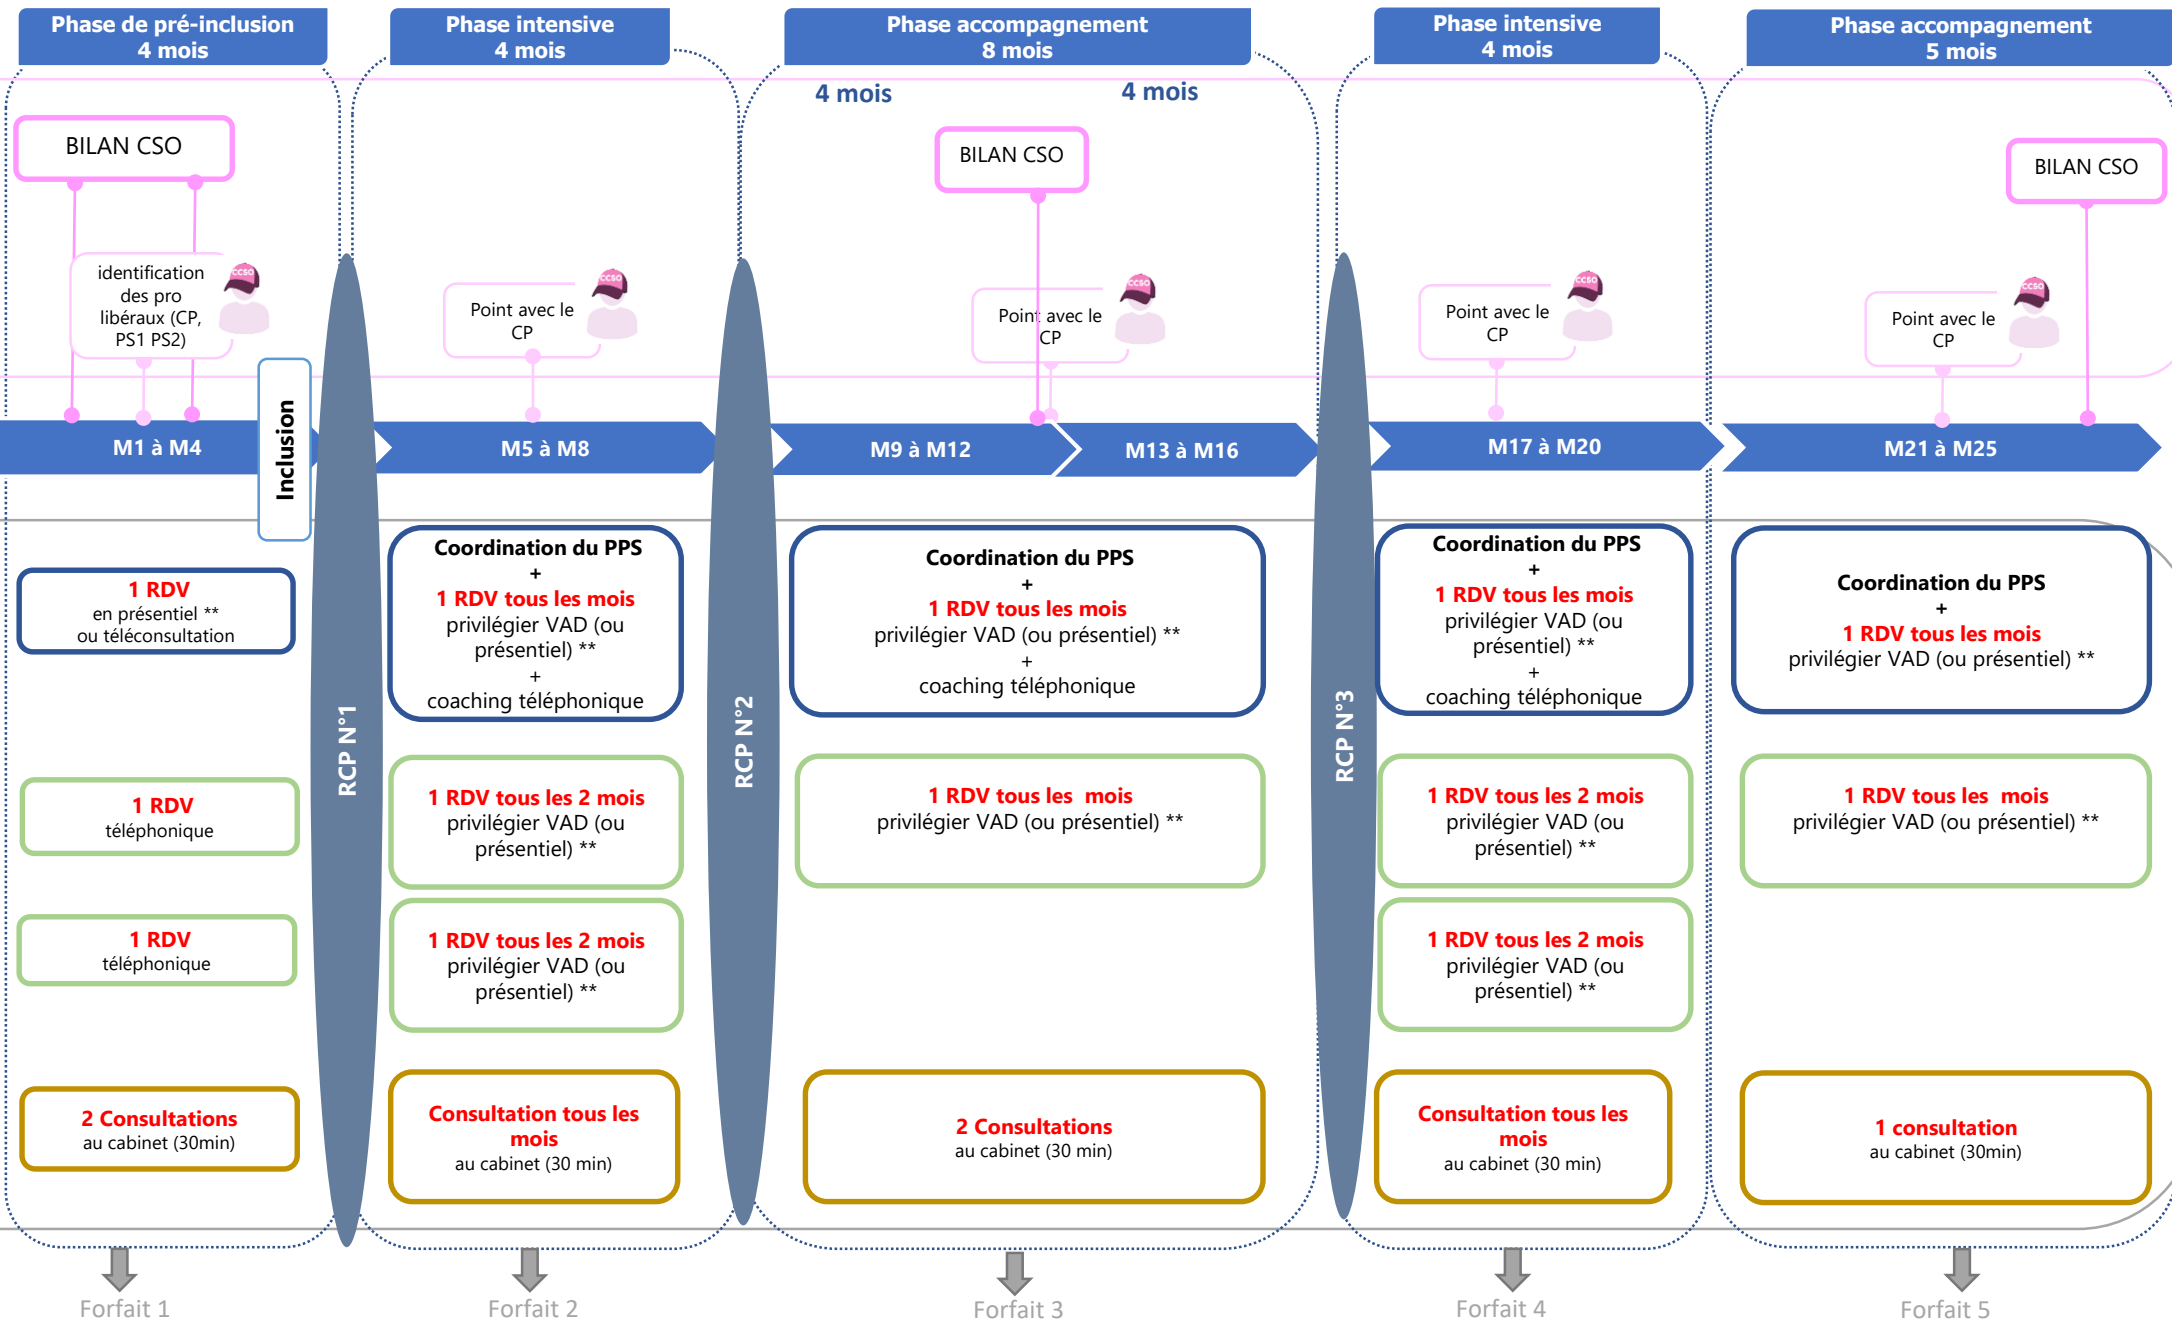 Phase de pré-inclusion
4 mois
Phase intensive
4 mois
Phase accompagnement
8 mois
Phase intensive
4 mois
Phase accompagnement
5 mois
4 mois
4 mois
BILAN CSO
BILAN CSO
BILAN CSO
identification
des pro
libéraux (CP,
PS1 PS2)
CCSO
Point avec le
CP
CCSO
Point avec le
CP
CCSO
Point avec le
CP
CCSO
Point avec le
CP
CCSO
M1 à M4
Inclusion
M5 à M8
M9 à M12
M13 à M16
M17 à M20
M21 à M25
RCP N°1
RCP N°2
RCP N°3
1 RDV
en présentiel **
ou téléconsultation
Coordination du PPS
+
1 RDV tous les mois
privilégier VAD (ou
présentiel) **
+
coaching téléphonique
Coordination du PPS
+
1 RDV tous les mois
privilégier VAD (ou présentiel) **
+
coaching téléphonique
Coordination du PPS
+
1 RDV tous les mois
privilégier VAD (ou
présentiel) **
+
coaching téléphonique
Coordination du PPS
+
1 RDV tous les mois
privilégier VAD (ou présentiel) **
1 RDV
téléphonique
1 RDV tous les 2 mois
privilégier VAD (ou
présentiel) **
1 RDV tous les  mois
privilégier VAD (ou présentiel) **
1 RDV tous les 2 mois
privilégier VAD (ou
présentiel) **
1 RDV tous les  mois
privilégier VAD (ou présentiel) **
1 RDV
téléphonique
1 RDV tous les 2 mois
privilégier VAD (ou
présentiel) **
1 RDV tous les 2 mois
privilégier VAD (ou
présentiel) **
2 Consultations
au cabinet (30min)
Consultation tous les
mois
au cabinet (30 min)
2 Consultations
au cabinet (30 min)
Consultation tous les
mois
au cabinet (30 min)
1 consultation
au cabinet (30min)
Forfait 1
Forfait 2
Forfait 3
Forfait 4
Forfait 5